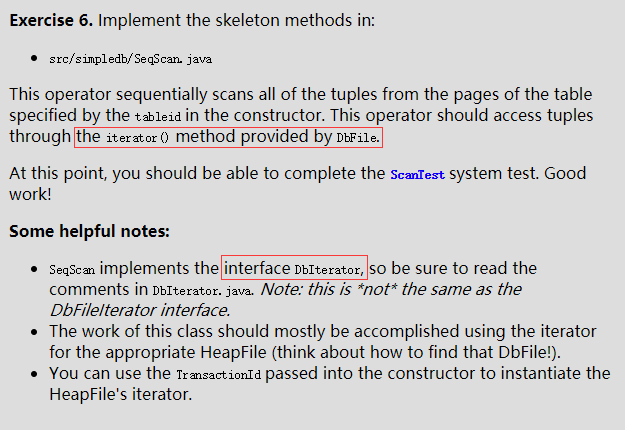 Exercise 6. Implement the skeleton methods in:
• src/simpledb/SeqScan.java
This operator sequentially scans all of the tuples from the pages of the table
specified by the tableid in the constructor. This operator should access tuples
through the iterator() method provided by DbFile.
At this point, you should be able to complete the ScanTest system test. Good
work!
Some helpful notes:
• SeqScan implements the interface DbIterator, so be sure to read the
comments in DbIterator.java. Note: this is *not* the same as the
DbFileIterator interface.
• The work of this class should mostly be accomplished using the iterator
for the appropriate HeapFile (think about how to find that DbFile!).
• You can use the TransactionId passed into the constructor to instantiate the
HeapFile's iterator.